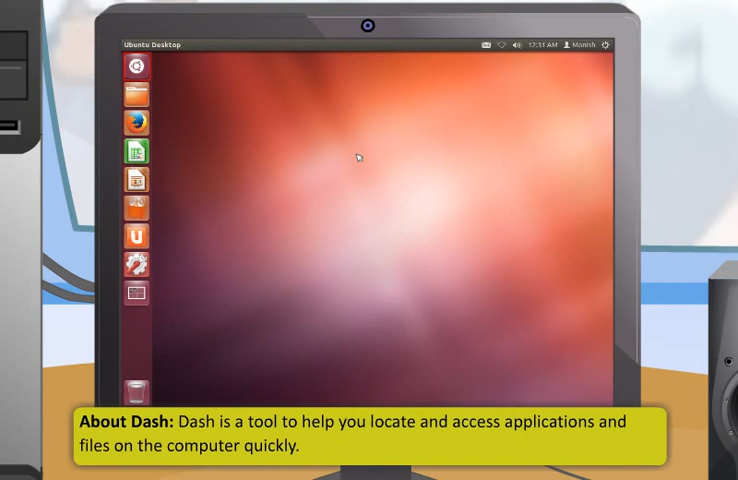 Ubuntu Desktop
12:31 AM
Manish
U
About Dash: Dash is a tool to help you locate and access applications and
files on the computer quickly.